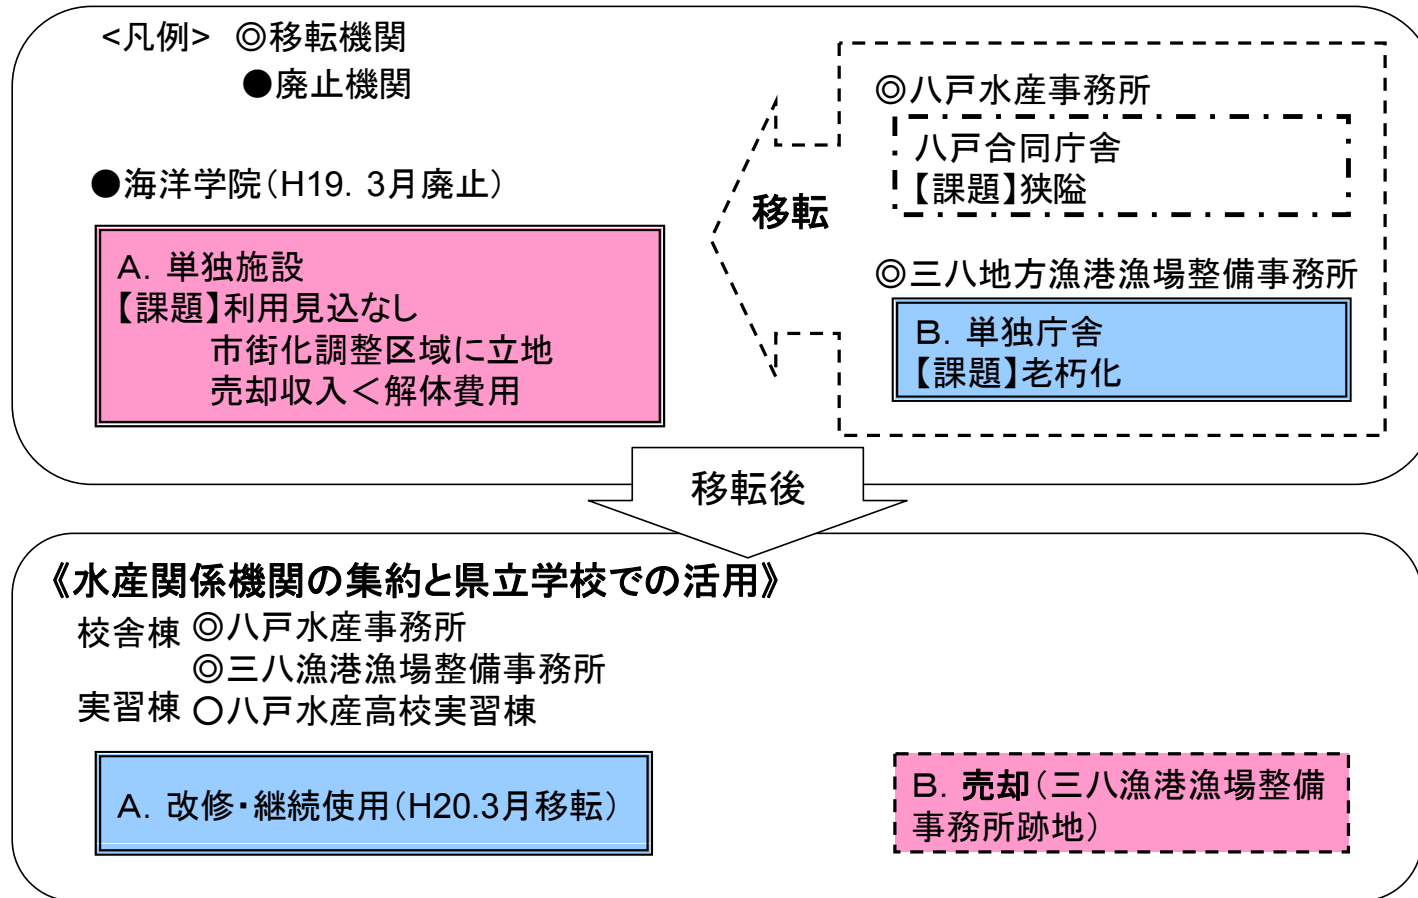 <凡例> ◎移転機関
●廃止機関
●海洋学院(H19. 3月廃止)
A. 単独施設
【課題】利用見込なし
市街化調整区域に立地
売却収入<解体費用
移転
◎八戸水産事務所
八戸合同庁舎
【課題】狭隘
◎三八地方漁港漁場整備事務所
B. 単独庁舎
【課題】老朽化
移転後
《水産関係機関の集約と県立学校での活用》
校舎棟 ◎八戸水産事務所
◎三八漁港漁場整備事務所
実習棟 ○八戸水産高校実習棟
A. 改修・継続使用(H20.3月移転)
B. 売却(三八漁港漁場整備
事務所跡地)